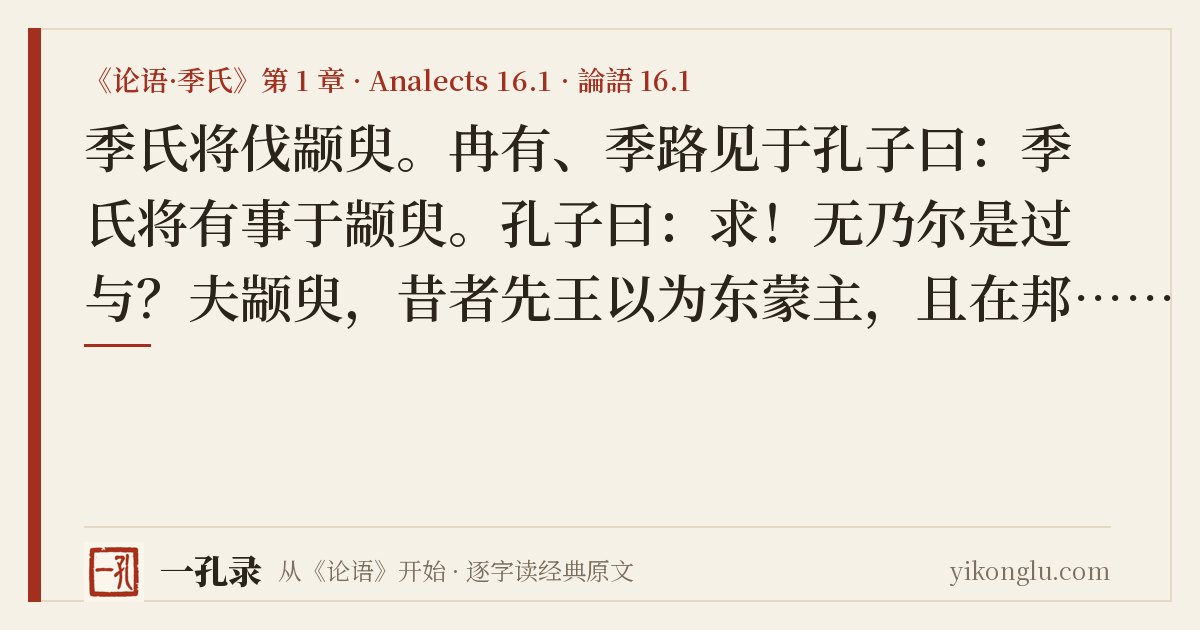 《论语·季氏》第 1 章 · Analects 16.1 · 論語 16.1
季氏将伐颛臾。冉有、季路见于孔子曰：季
氏将有事于颛臾。孔子曰：求！无乃尔是过
与？夫颛臾，昔者先王以为东蒙主，且在邦……
一孔
一孔录 从《论语》开始 · 逐字读经典原文 yikonglu.com